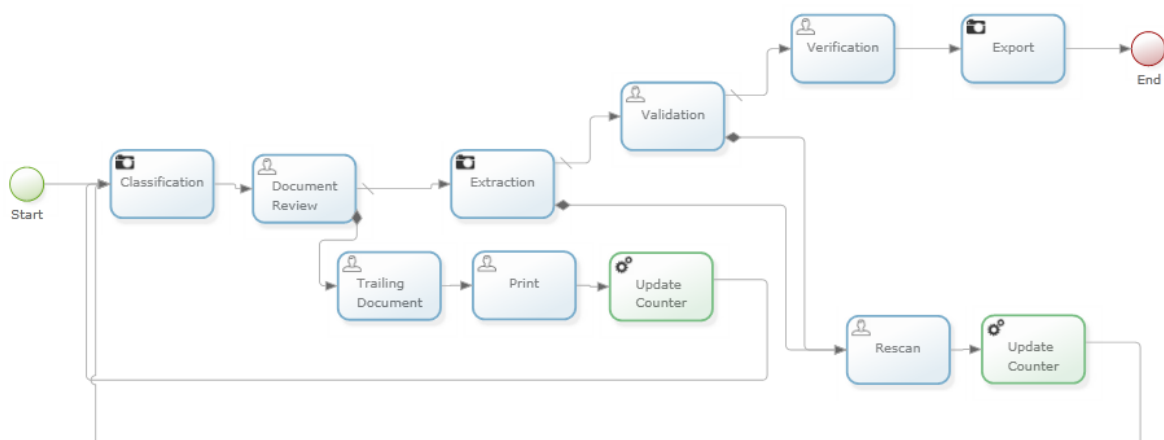 Verification
Export
End
Validation
Classification
Document
Review
Extraction
Start
Trailing
Document
Print
Update
Counter
Rescan
Update
Counter